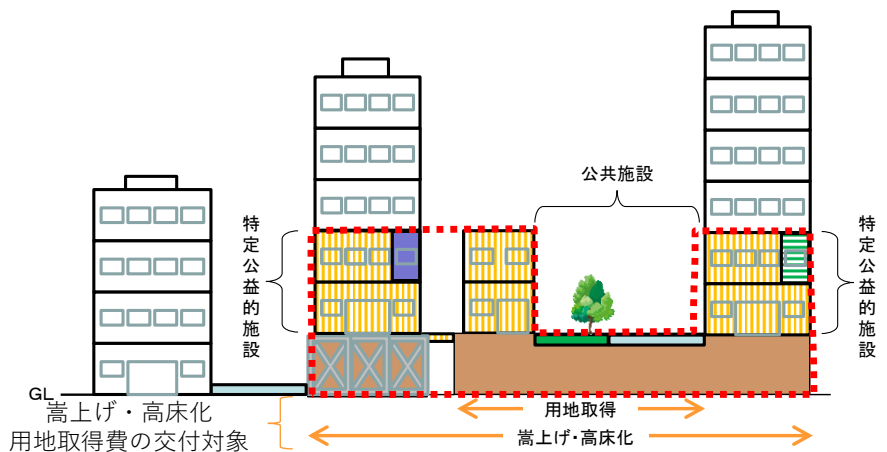 公共施設
特定公益的施設
特定公益的施設
GL
嵩上げ・高床化
用地取得費の交付対象
用地取得
嵩上げ・高床化